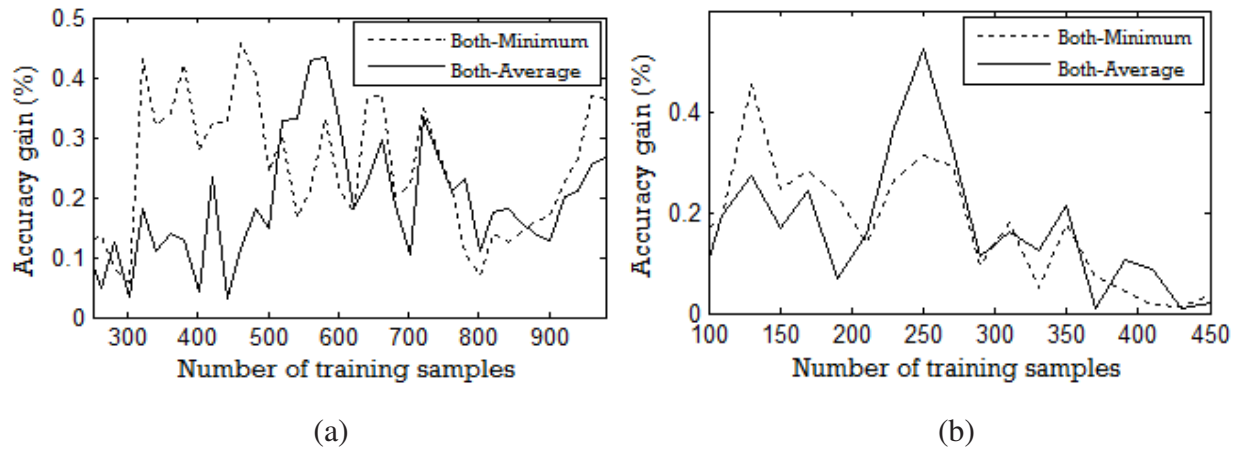 0.5
0.4
0.3
0.2
0.1
0
Accuracy gain (%)
Both-Minimum
Both-Average
300 400 500 600 700 800 900
Number of training samples
(a)
0.4
0.2
0
Accuracy gain (%)
Both-Minimum
Both-Average
100 150 200 250 300 350 400 450
Number of training samples
(b)